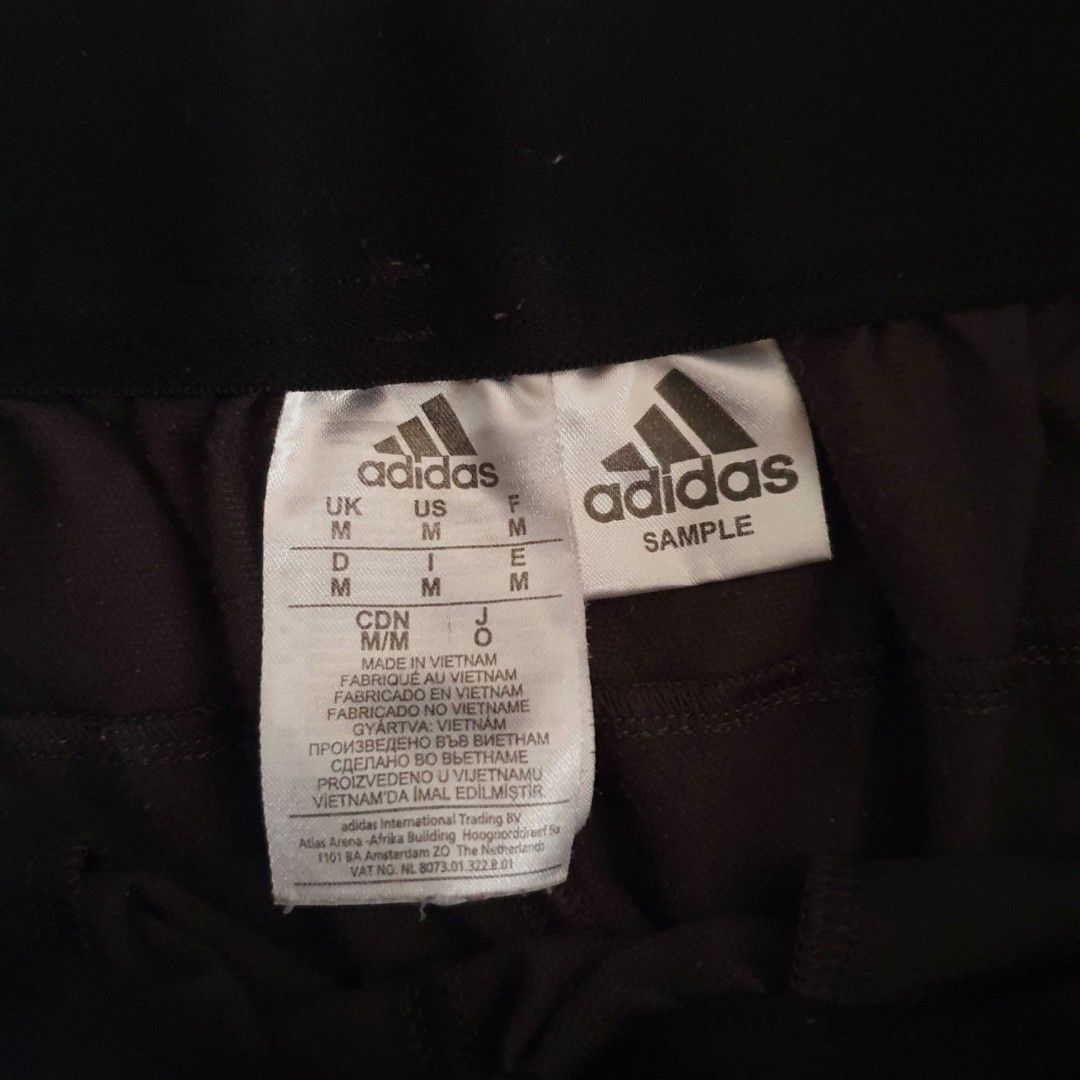 adidas
UK US F
M M M
D I E
M M M
CDN J
M/M O
MADE IN VIETNAM
FABRIQUÉ AU VIETNAM
FABRICADO EN VIETNAM
FABRICADO NO VIETNAME
GYÁRTVA: VIETNÁM
ПРОИЗВЕДЕНО ВЪВ ВИЕТНАМ
СДЕЛАНО ВО ВЬЕТНАМЕ
PROIZVEDENO U VIJETNAMU
VIETNAM'DA İMAL EDİLMİŞTİR
adidas International Trading BV
Atlas Arena -Afrika Building Hoogoorddreef 9a
1101 BA Amsterdam ZO The Netherlands
VAT NO. NL 8073.01.322.B.01
adidas
SAMPLE